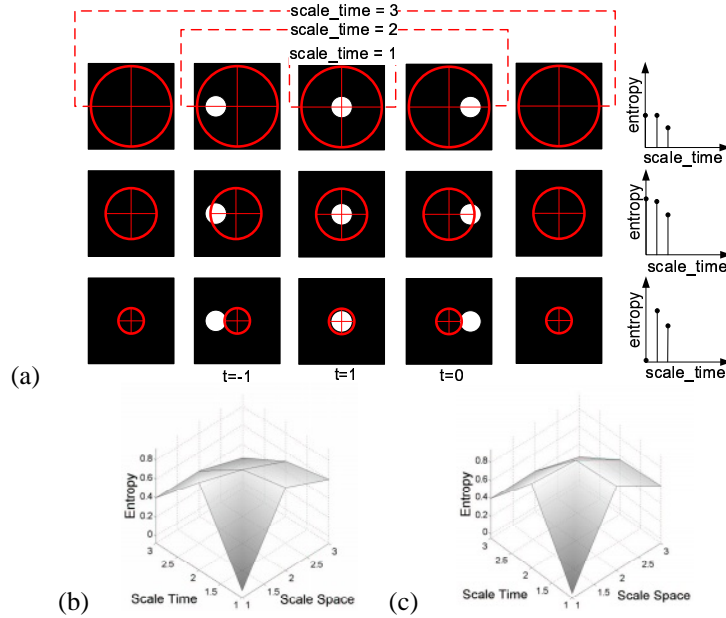 scale_time = 3
scale_time = 2
scale_time = 1
entropy
scale_time
entropy
scale_time
entropy
scale_time
(a)
t=-1
t=1
t=0
0.8
0.6
0.4
0.2
0
Entropy
3
2.5
2
1.5
1
Scale Time
1
1.5
2
2.5
3
Scale Space
(b)
0.8
0.6
0.4
0.2
0
Entropy
3
2.5
2
1.5
1
Scale Time
1
1.5
2
2.5
3
Scale Space
(c)